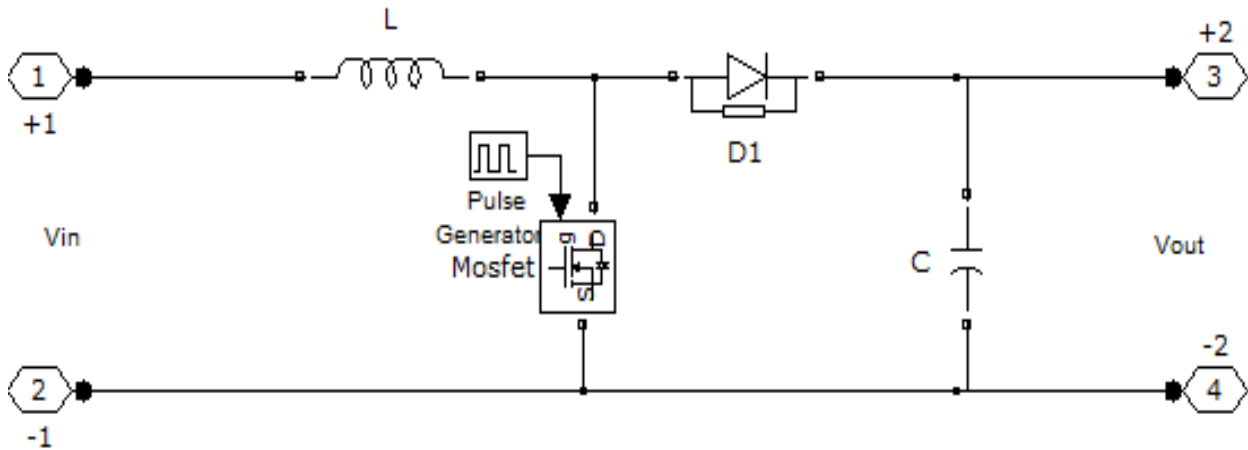 L
+2
1
3
+1
D1
Pulse
Generator
Mosfet
g
D
S
Vin
C
Vout
-2
2
4
-1